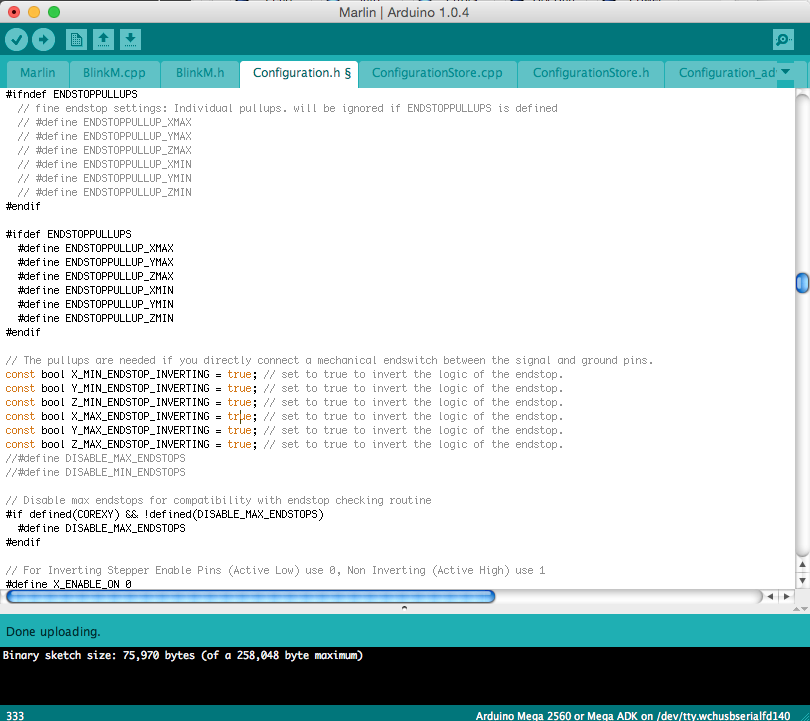 Marlin | Arduino 1.0.4
Marlin BlinkM.cpp BlinkM.h Configuration.h § ConfigurationStore.cpp ConfigurationStore.h Configuration_adv
#ifndef ENDSTOPPULLUPS
// fine endstop settings: Individual pullups. will be ignored if ENDSTOPPULLUPS is defined
// #define ENDSTOPPULLUP_XMAX
// #define ENDSTOPPULLUP_YMAX
// #define ENDSTOPPULLUP_ZMAX
// #define ENDSTOPPULLUP_XMIN
// #define ENDSTOPPULLUP_YMIN
// #define ENDSTOPPULLUP_ZMIN
#endif
#ifdef ENDSTOPPULLUPS
#define ENDSTOPPULLUP_XMAX
#define ENDSTOPPULLUP_YMAX
#define ENDSTOPPULLUP_ZMAX
#define ENDSTOPPULLUP_XMIN
#define ENDSTOPPULLUP_YMIN
#define ENDSTOPPULLUP_ZMIN
#endif
// The pullups are needed if you directly connect a mechanical endswitch between the signal and ground pins.
const bool X_MIN_ENDSTOP_INVERTING = true; // set to true to invert the logic of the endstop.
const bool Y_MIN_ENDSTOP_INVERTING = true; // set to true to invert the logic of the endstop.
const bool Z_MIN_ENDSTOP_INVERTING = true; // set to true to invert the logic of the endstop.
const bool X_MAX_ENDSTOP_INVERTING = true; // set to true to invert the logic of the endstop.
const bool Y_MAX_ENDSTOP_INVERTING = true; // set to true to invert the logic of the endstop.
const bool Z_MAX_ENDSTOP_INVERTING = true; // set to true to invert the logic of the endstop.
//#define DISABLE_MAX_ENDSTOPS
//#define DISABLE_MIN_ENDSTOPS
// Disable max endstops for compatibility with endstop checking routine
#if defined(COREXY) && !defined(DISABLE_MAX_ENDSTOPS)
#define DISABLE_MAX_ENDSTOPS
#endif
// For Inverting Stepper Enable Pins (Active Low) use 0, Non Inverting (Active High) use 1
#define X_ENABLE_ON 0
Done uploading.
Binary sketch size: 75,970 bytes (of a 258,048 byte maximum)
333 Arduino Mega 2560 or Mega ADK on /dev/tty.wchusbserialfd140